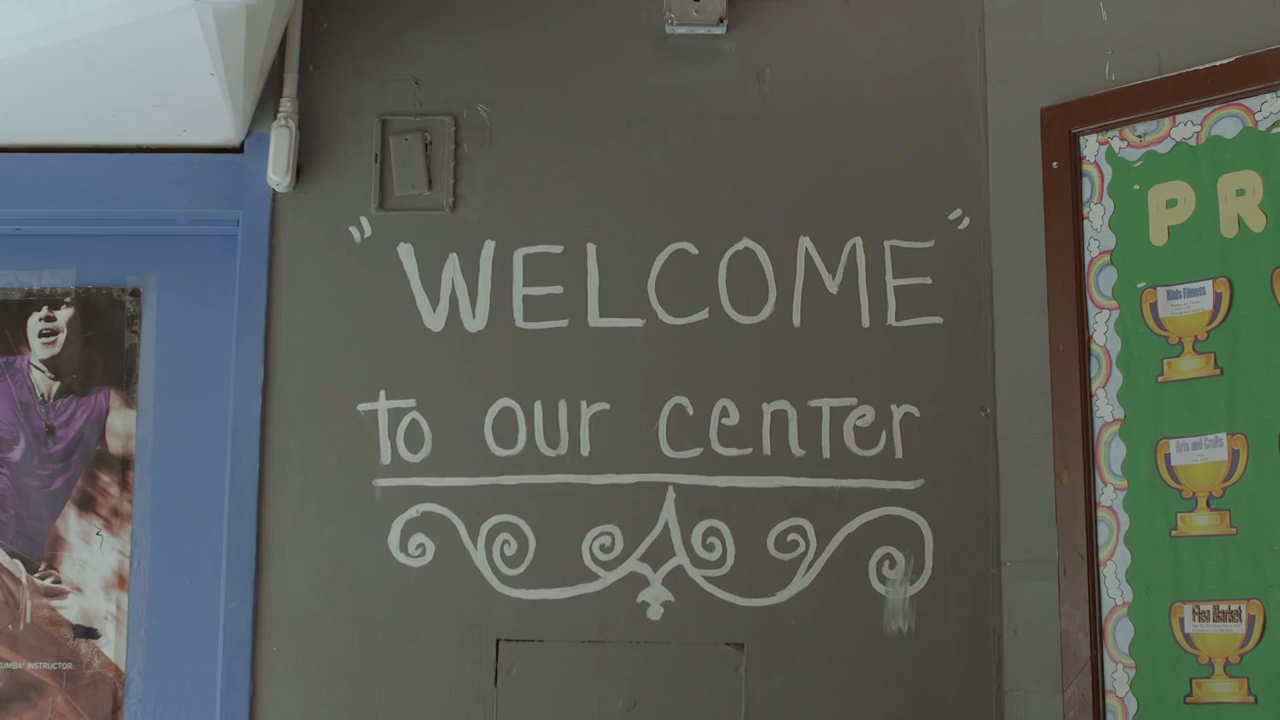 "WELCOME"
to our center
PR
Kids Fitness
Arts and Crafts
Flea Market
ZUMBA® INSTRUCTOR